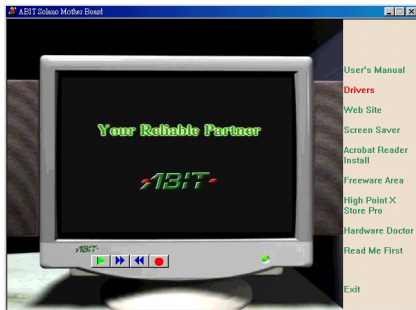 ABIT Solano Mother Board
Your Reliable Partner
ABIT
ABIT
User's Manual
Drivers
Web Site
Screen Saver
Acrobat Reader
Install
Freeware Area
High Point X
Store Pro
Hardware Doctor
Read Me First
Exit